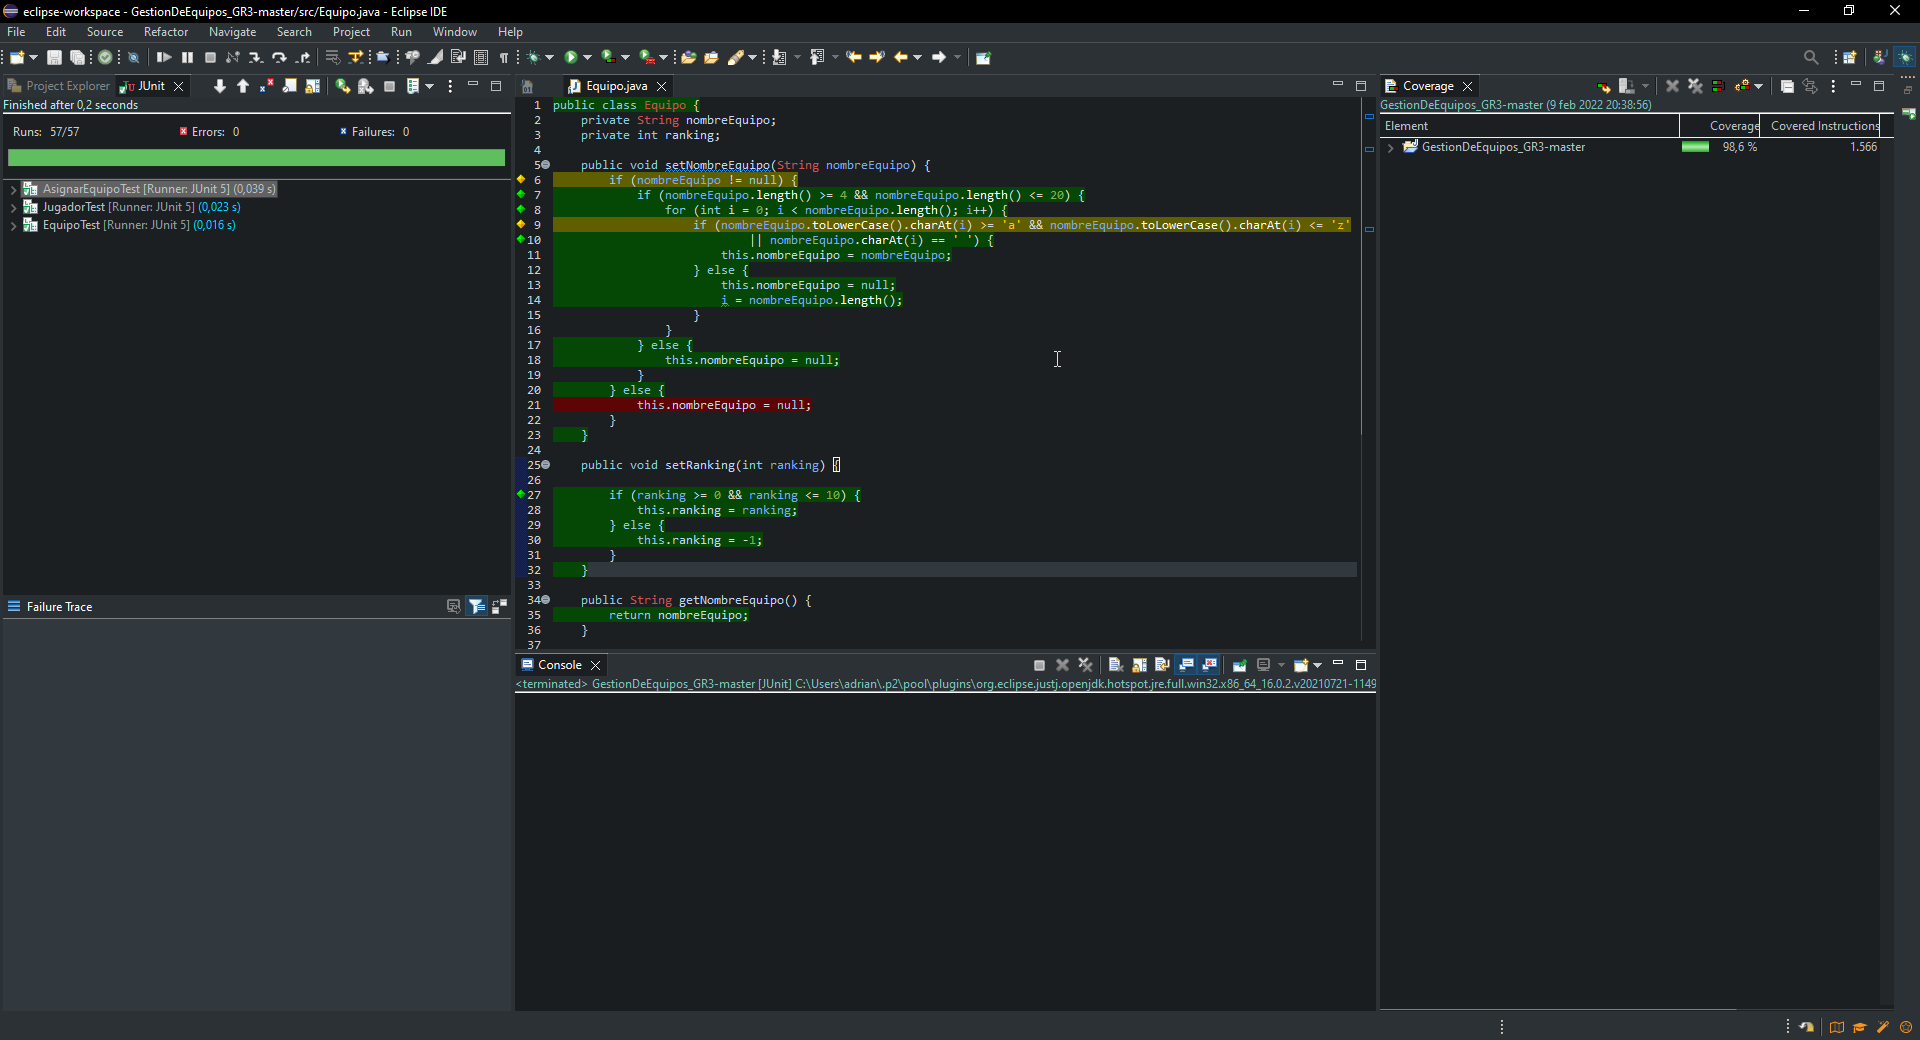 eclipse-workspace - GestionDeEquipos_GR3-master/src/Equipo.java - Eclipse IDE
File Edit Source Refactor Navigate Search Project Run Window Help
Project Explorer JUnit
Finished after 0,2 seconds
Runs: 57/57 Errors: 0 Failures: 0
AsignarEquipoTest [Runner: JUnit 5] (0,039 s)
JugadorTest [Runner: JUnit 5] (0,023 s)
EquipoTest [Runner: JUnit 5] (0,016 s)
Failure Trace
Equipo.java
1 public class Equipo {
2 private String nombreEquipo;
3 private int ranking;
4
5 public void setNombreEquipo(String nombreEquipo) {
6 if (nombreEquipo != null) {
7 if (nombreEquipo.length() >= 4 && nombreEquipo.length() <= 20) {
8 for (int i = 0; i < nombreEquipo.length(); i++) {
9 if (nombreEquipo.toLowerCase().charAt(i) >= 'a' && nombreEquipo.toLowerCase().charAt(i) <= 'z'
10 || nombreEquipo.charAt(i) == ' ') {
11 this.nombreEquipo = nombreEquipo;
12 } else {
13 this.nombreEquipo = null;
14 i = nombreEquipo.length();
15 }
16 }
17 } else {
18 this.nombreEquipo = null;
19 }
20 } else {
21 this.nombreEquipo = null;
22 }
23 }
24
25 public void setRanking(int ranking) {
26
27 if (ranking >= 0 && ranking <= 10) {
28 this.ranking = ranking;
29 } else {
30 this.ranking = -1;
31 }
32 }
33
34 public String getNombreEquipo() {
35 return nombreEquipo;
36 }
37
Console
<terminated> GestionDeEquipos_GR3-master [JUnit] C:\Users\adrian\.p2\pool\plugins\org.eclipse.justj.openjdk.hotspot.jre.full.win32.x86_64_16.0.2.v20210721-1149
Coverage
GestionDeEquipos_GR3-master (9 feb 2022 20:38:56)
Element Coverage Covered Instructions
GestionDeEquipos_GR3-master 98,6 % 1.566